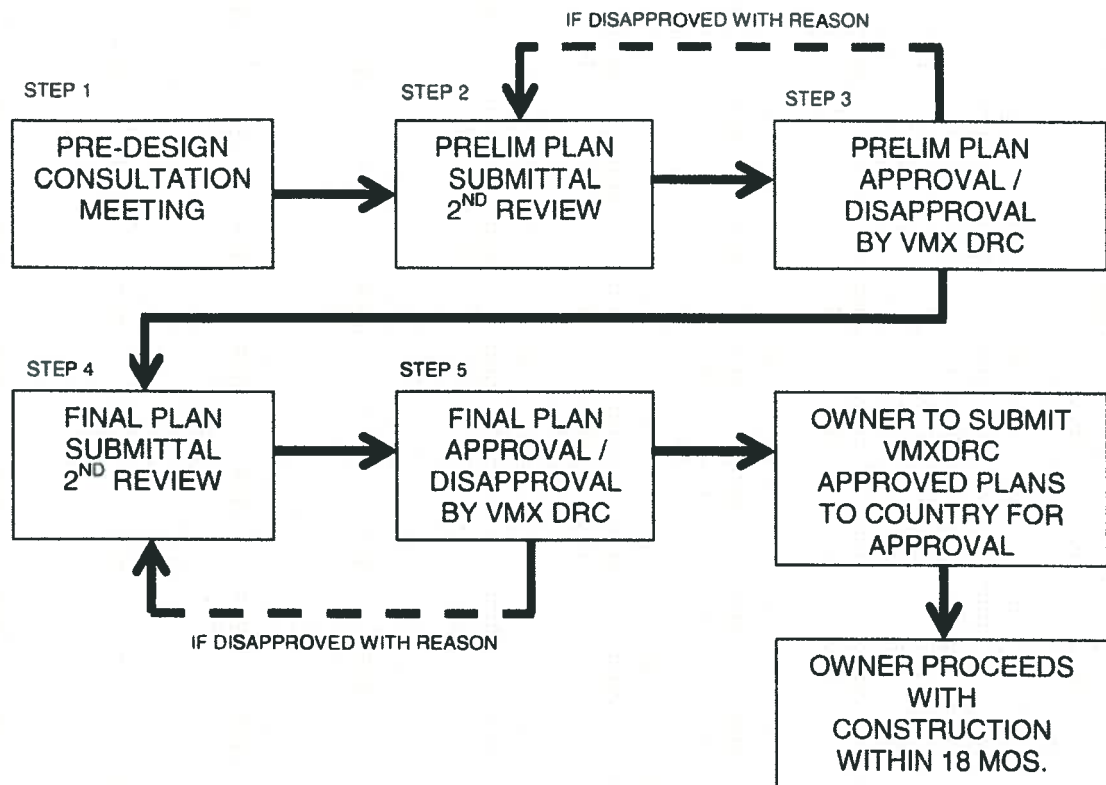 IF DISAPPROVED WITH REASON
STEP 1
PRE-DESIGN
CONSULTATION
MEETING
STEP 2
PRELIM PLAN
SUBMITTAL
2ND REVIEW
STEP 3
PRELIM PLAN
APPROVAL /
DISAPPROVAL
BY VMX DRC
STEP 4
FINAL PLAN
SUBMITTAL
2ND REVIEW
STEP 5
FINAL PLAN
APPROVAL /
DISAPPROVAL
BY VMX DRC
OWNER TO SUBMIT
VMXDRC
APPROVED PLANS
TO COUNTRY FOR
APPROVAL
IF DISAPPROVED WITH REASON
OWNER PROCEEDS
WITH
CONSTRUCTION
WITHIN 18 MOS.